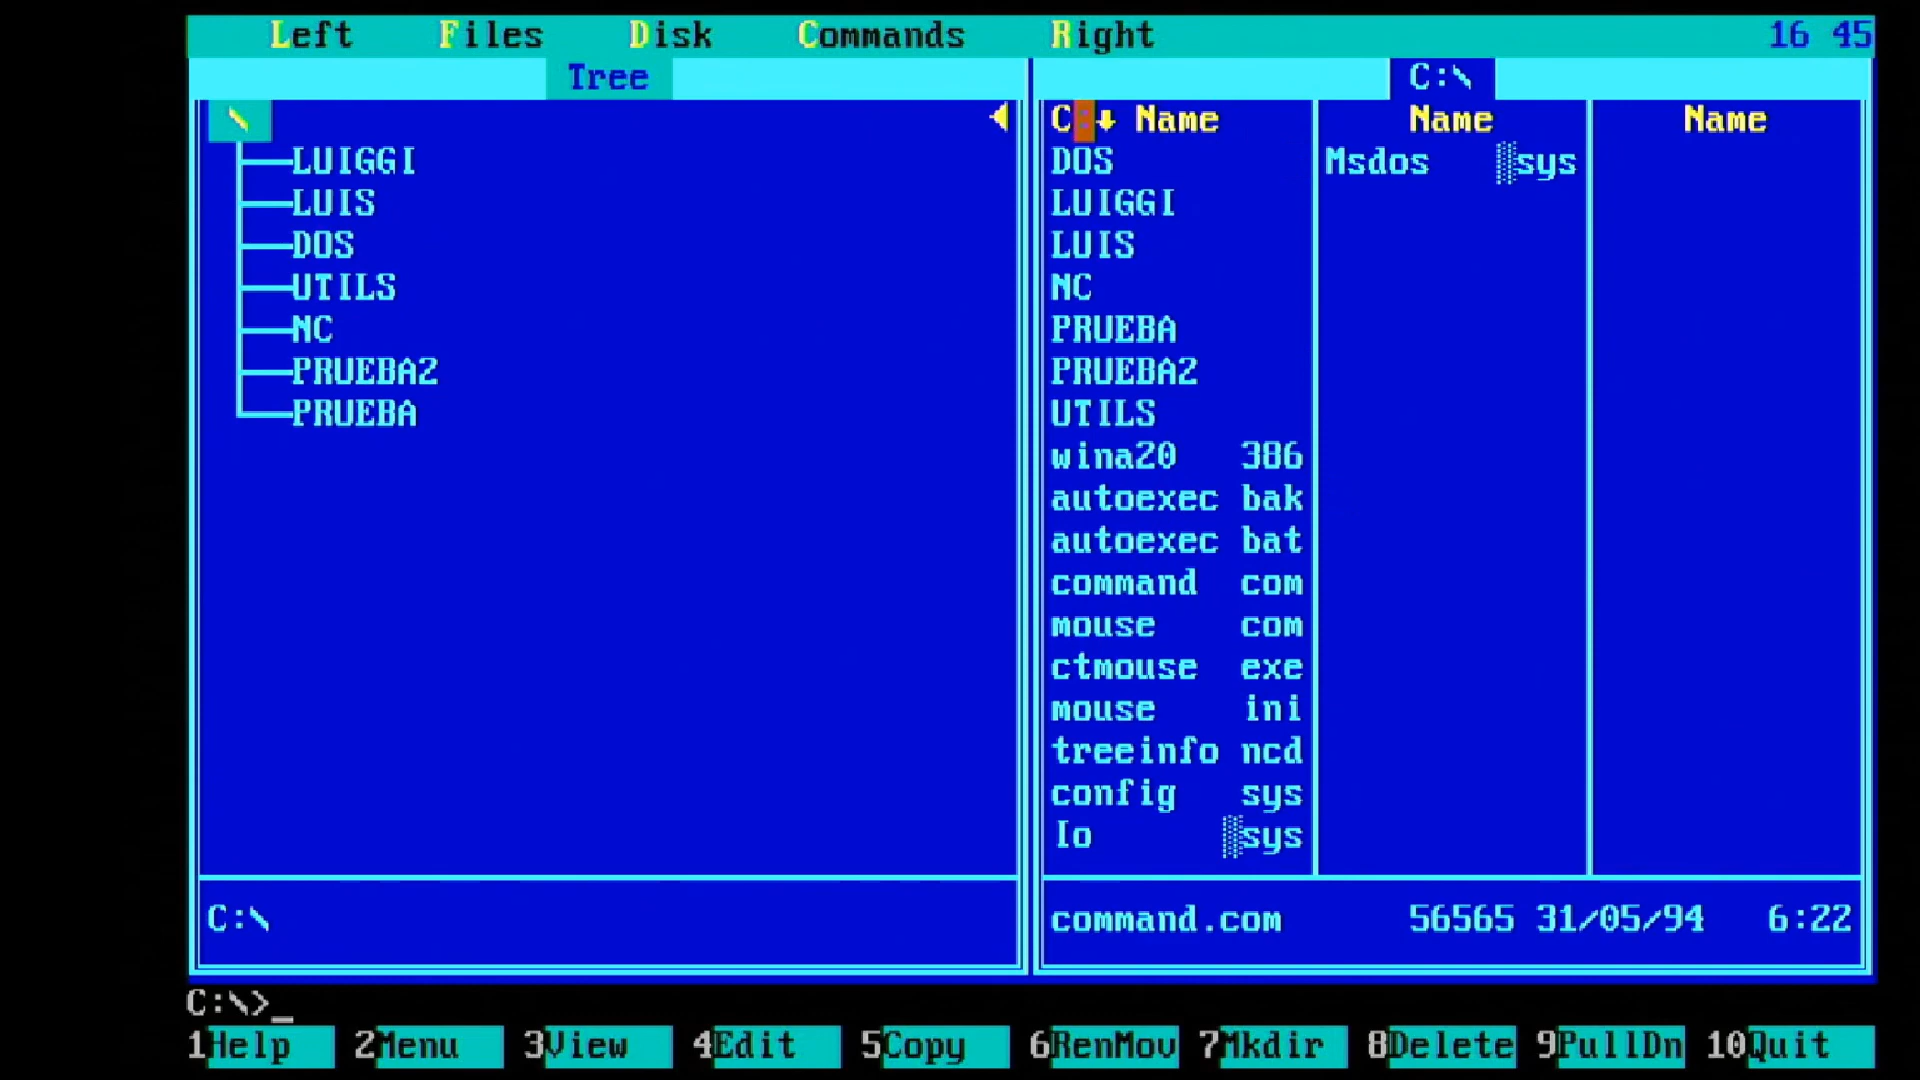 Left Files Disk Commands Right 16 45
Tree
\
LUIGGI
LUIS
DOS
UTILS
NC
PRUEBA2
PRUEBA
C:\
C:\
C:↓ Name Name Name
DOS
LUIGGI
LUIS
NC
PRUEBA
PRUEBA2
UTILS
wina20 386
autoexec bak
autoexec bat
command com
mouse com
ctmouse exe
mouse ini
treeinfo ncd
config sys
Io ░sys
Msdos ░sys
command.com 56565 31/05/94 6:22
C:\>_
1Help 2Menu 3View 4Edit 5Copy 6RenMov 7Mkdir 8Delete 9PullDn 10Quit